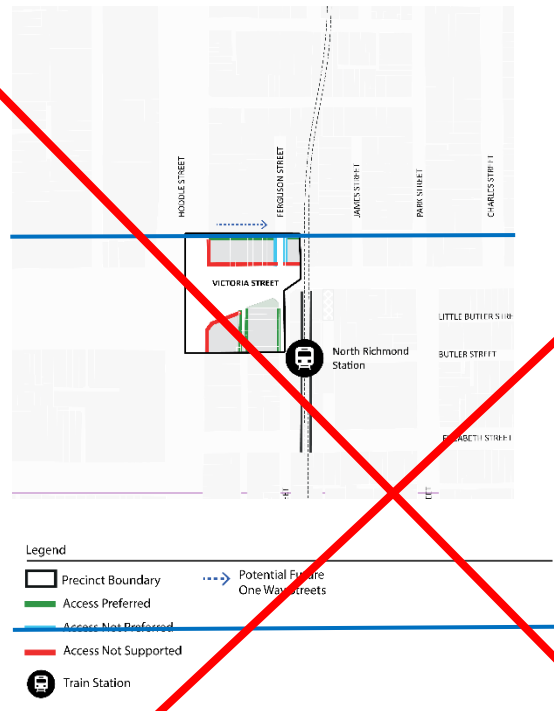 HODDLE STREET
FERGUSON STREET
JAMES STREET
PARK STREET
CHARLES STREET
VICTORIA STREET
LITTLE BUTLER STRE
BUTLER STREET
North Richmond
Station
STREET
Legend
Precinct Boundary
Potential Future
One Way Streets
Access Preferred
Access Not Preferred
Access Not Supported
Train Station